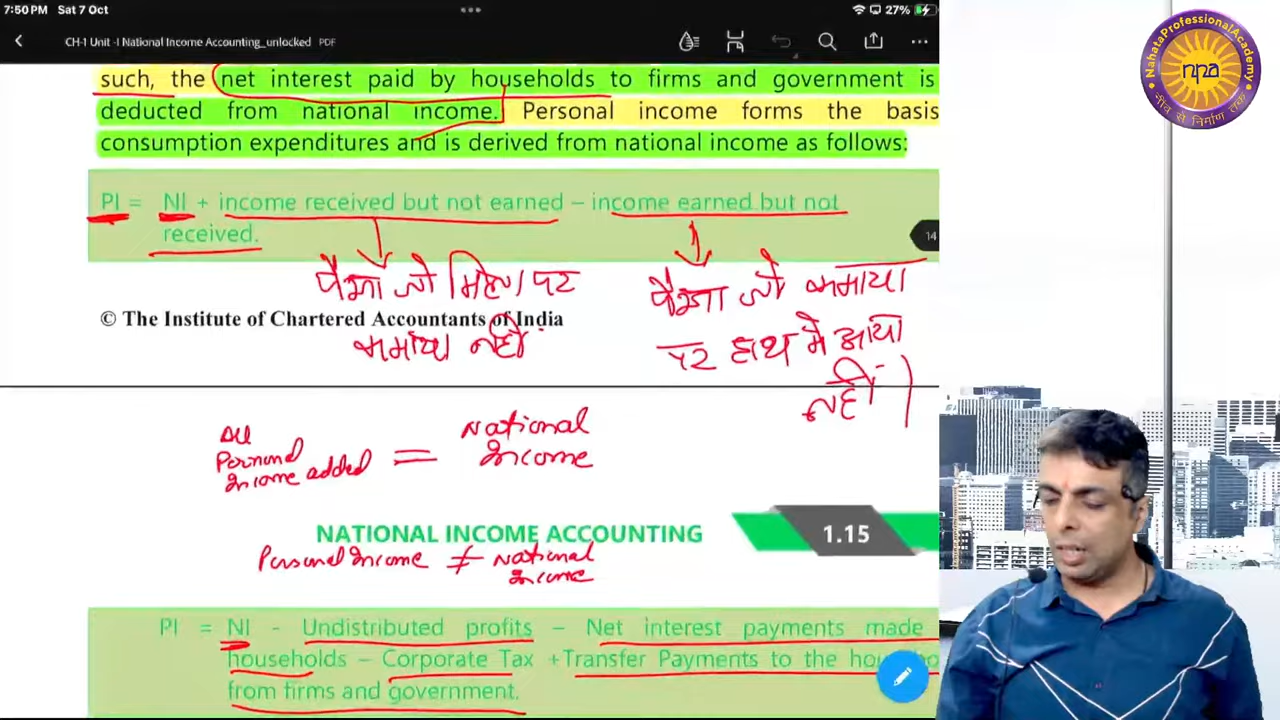 7:50 PM Sat 7 Oct
27%
CH-1 Unit -I National Income Accounting_unlocked PDF
such, the net interest paid by households to firms and government is
deducted from national income. Personal income forms the basis
consumption expenditures and is derived from national income as follows:
PI = NI + income received but not earned – income earned but not
received.
14
पैसा जो मिला पर
कमाया नहीं
पैसा जो कमाया
पर हाथ में आया
नहीं।
© The Institute of Chartered Accountants of India
All
Personal
Income added = National
Income
NATIONAL INCOME ACCOUNTING
1.15
Personal Income ≠ National
Income
PI = NI - Undistributed profits – Net interest payments made
households – Corporate Tax +Transfer Payments to the
from firms and government.
NahataProfessionalAcademy
npa
नींव से निर्माण तक